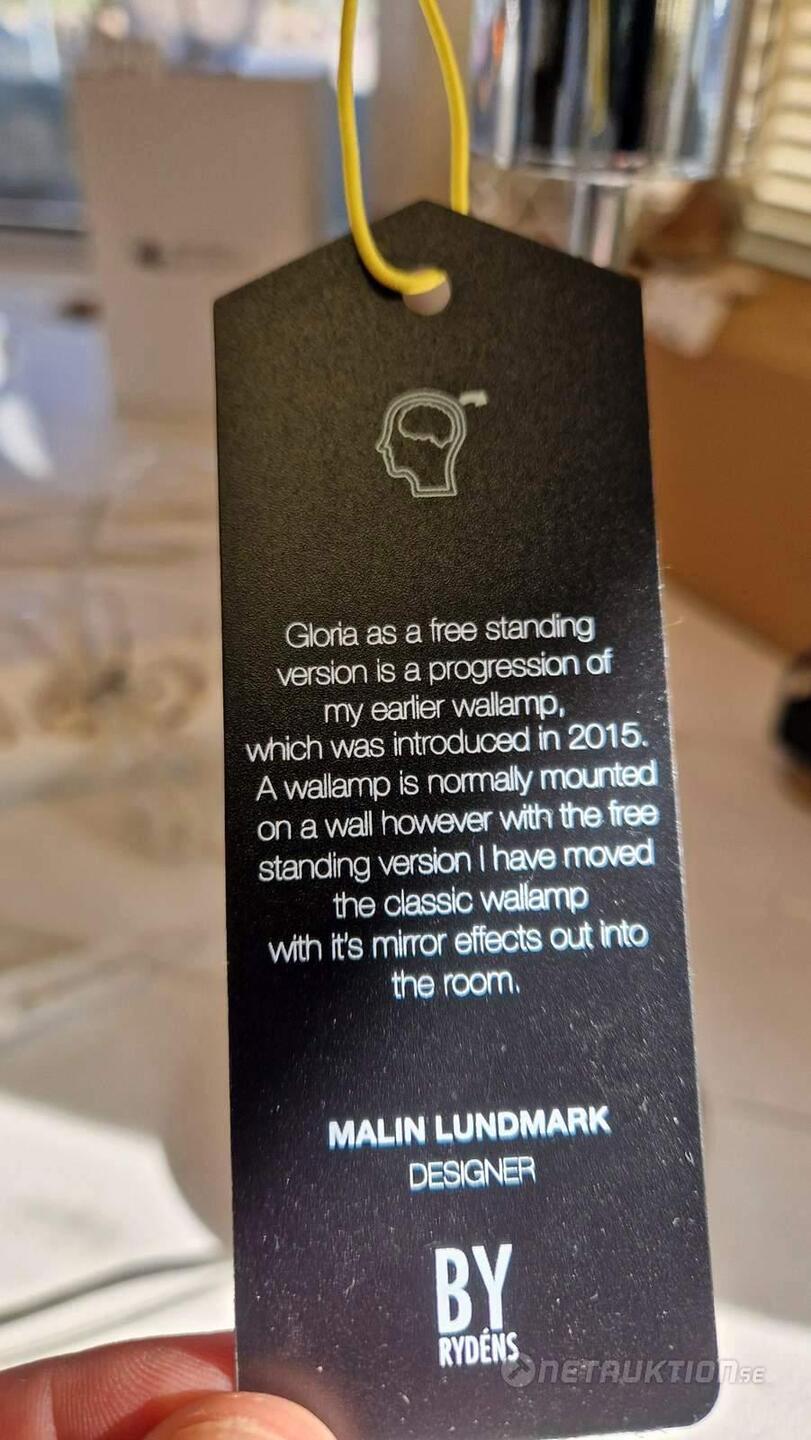 Gloria as a free standing
version is a progression of
my earlier wallamp,
which was introduced in 2015.
A wallamp is normally mounted
on a wall however with the free
standing version I have moved
the classic wallamp
with it's mirror effects out into
the room.
MALIN LUNDMARK
DESIGNER
BY
RYDÉNS
NETAUKTION.SE